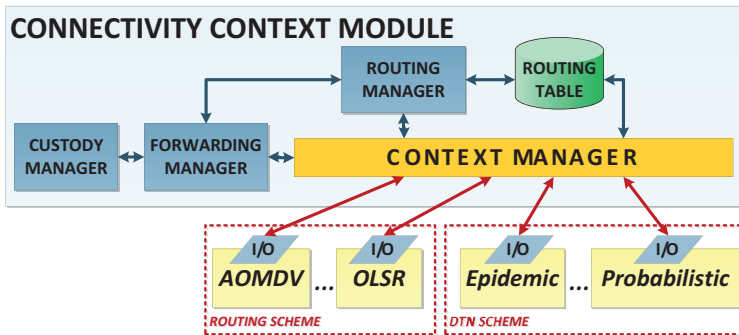 CONNECTIVITY CONTEXT MODULE
ROUTING
MANAGER
ROUTING
TABLE
CUSTODY
MANAGER
FORWARDING
MANAGER
CONTEXT MANAGER
I/O
AOMDV
...
I/O
OLSR
I/O
Epidemic
...
I/O
Probabilistic
ROUTING SCHEME
DTN SCHEME